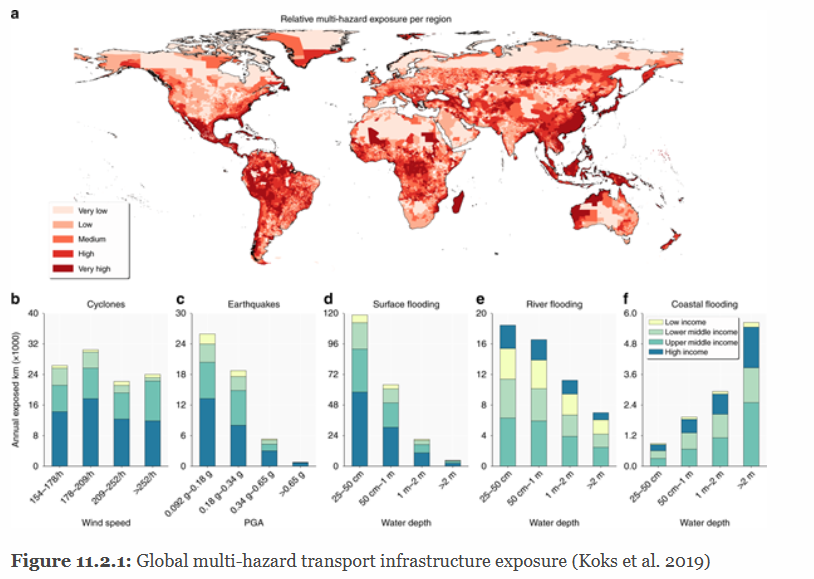 a
Relative multi-hazard exposure per region
Very low
Low
Medium
High
Very high
b Cyclones
Annual exposed km (×1000)
40
32
24
16
8
0
154–178/h
178–209/h
209–252/h
>252/h
Wind speed
c Earthquakes
30
24
18
12
6
0
0.092 g–0.18 g
0.18 g–0.34 g
0.34 g–0.65 g
>0.65 g
PGA
d Surface flooding
120
96
72
48
24
0
25–50 cm
50 cm–1 m
1 m–2 m
>2 m
Water depth
e River flooding
20
16
12
8
4
0
25–50 cm
50 cm–1 m
1 m–2 m
>2 m
Water depth
f Coastal flooding
6.0
4.8
3.6
2.4
1.2
0.0
Low income
Lower middle income
Upper middle income
High income
25–50 cm
50 cm–1 m
1 m–2 m
>2 m
Water depth
Figure 11.2.1: Global multi-hazard transport infrastructure exposure (Koks et al. 2019)